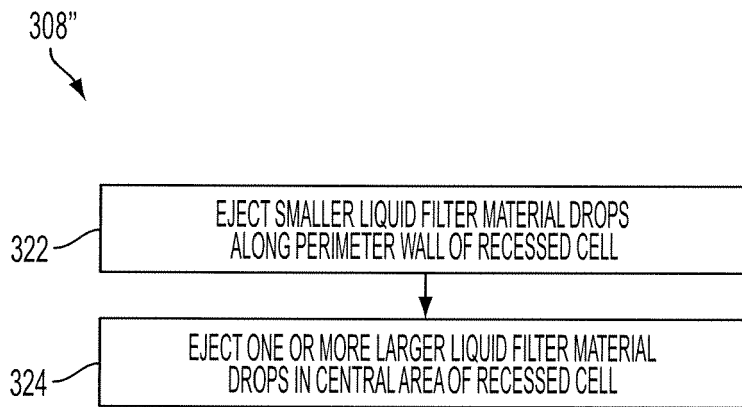 308”
322
EJECT SMALLER LIQUID FILTER MATERIAL DROPS
ALONG PERIMETER WALL OF RECESSED CELL
324
EJECT ONE OR MORE LARGER LIQUID FILTER MATERIAL
DROPS IN CENTRAL AREA OF RECESSED CELL